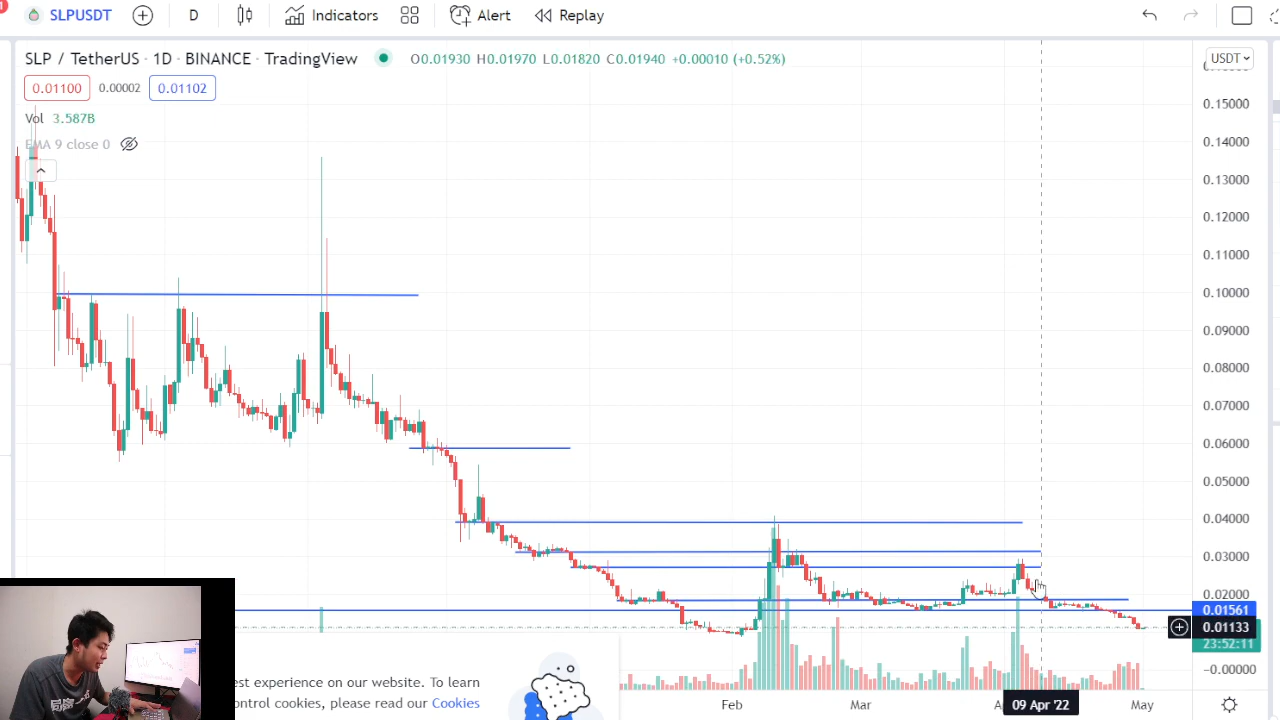 SLPUSDT D Indicators Alert Replay
SLP / TetherUS · 1D · BINANCE · TradingView O0.01930 H0.01970 L0.01820 C0.01940 +0.00010 (+0.52%) USDT
0.01100 0.00002 0.01102
Vol 3.587B
EMA 9 close 0
0.15000
0.14000
0.13000
0.12000
0.11000
0.10000
0.09000
0.08000
0.07000
0.06000
0.05000
0.04000
0.03000
0.02000
0.01561
0.01133
23:52:11
−0.00000
est experience on our website. To learn
ontrol cookies, please read our Cookies
Feb Mar A 09 Apr '22 May